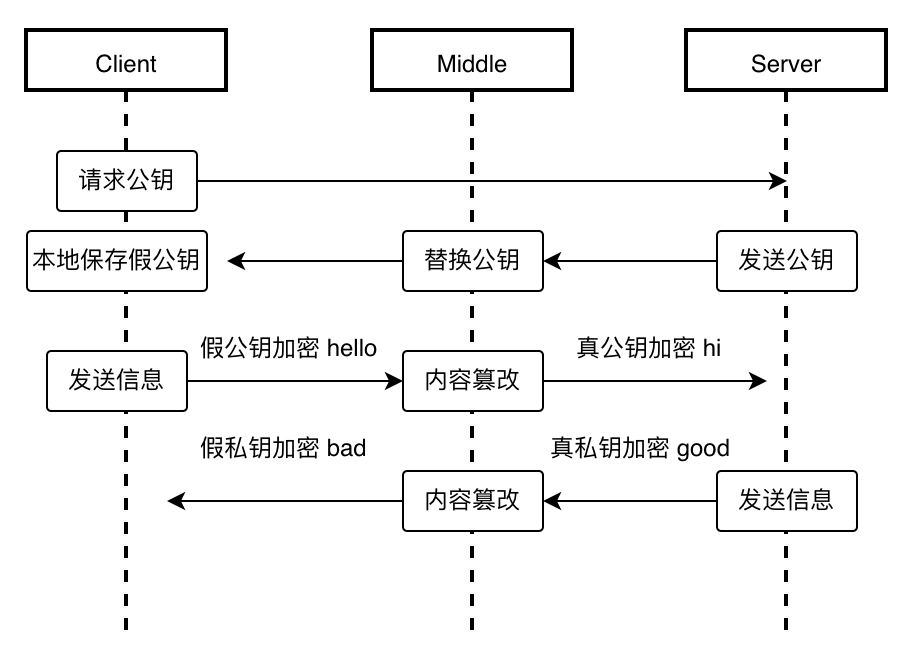 Client
Middle
Server
请求公钥
本地保存假公钥
替换公钥
发送公钥
假公钥加密 hello
真公钥加密 hi
发送信息
内容篡改
假私钥加密 bad
真私钥加密 good
内容篡改
发送信息